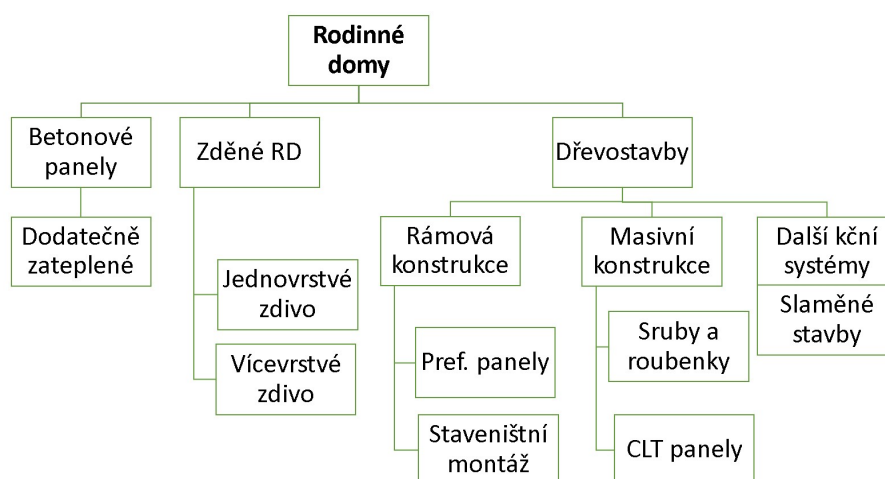 Rodinné
domy
Betonové
panely
Zděné RD
Dřevostavby
Dodatečně
zateplené
Rámová
konstrukce
Masivní
konstrukce
Další kční
systémy
Jednovrstvé
zdivo
Slaměné
stavby
Sruby a
roubenky
Vícevrstvé
zdivo
Pref. panely
Staveništní
montáž
CLT panely